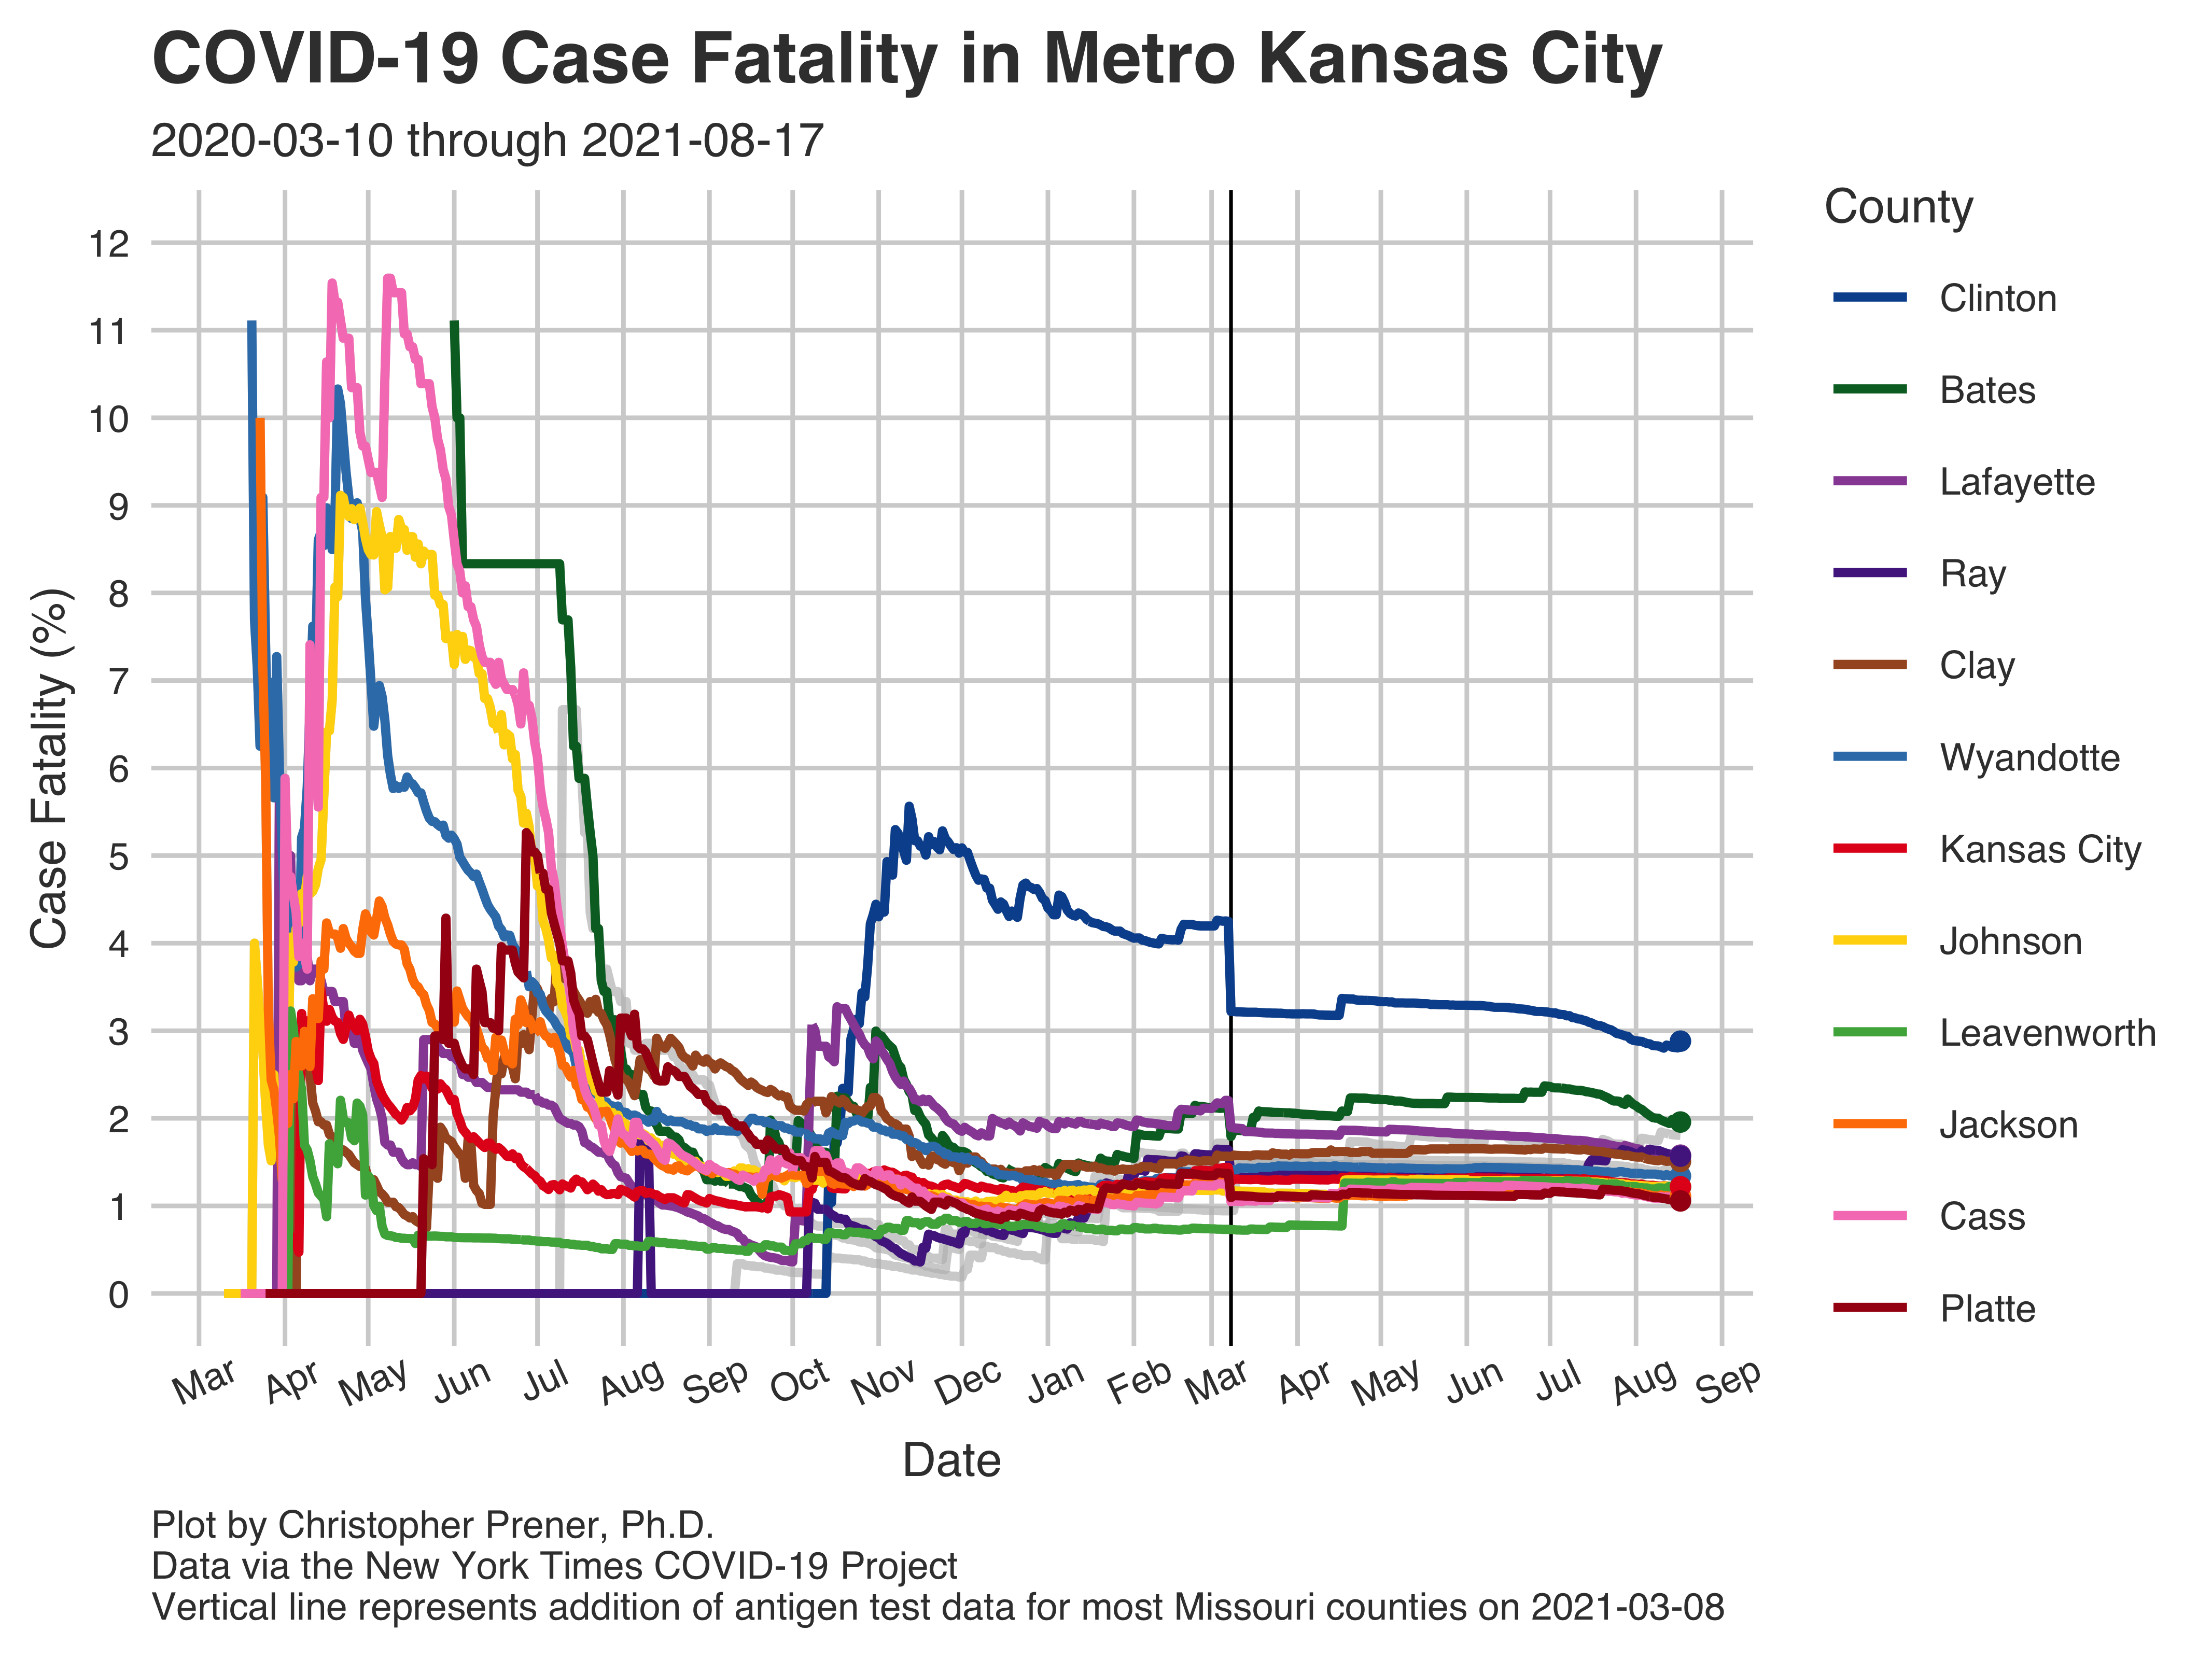 COVID-19 Case Fatality in Metro Kansas City
2020-03-10 through 2021-08-17
County
Clinton
Bates
Lafayette
Ray
Clay
Wyandotte
Kansas City
Johnson
Leavenworth
Jackson
Cass
Platte
Case Fatality (%)
12
11
10
9
8
7
6
5
4
3
2
1
0
Mar Apr May Jun Jul Aug Sep Oct Nov Dec Jan Feb Mar Apr May Jun Jul Aug Sep
Date
Plot by Christopher Prener, Ph.D.
Data via the New York Times COVID-19 Project
Vertical line represents addition of antigen test data for most Missouri counties on 2021-03-08